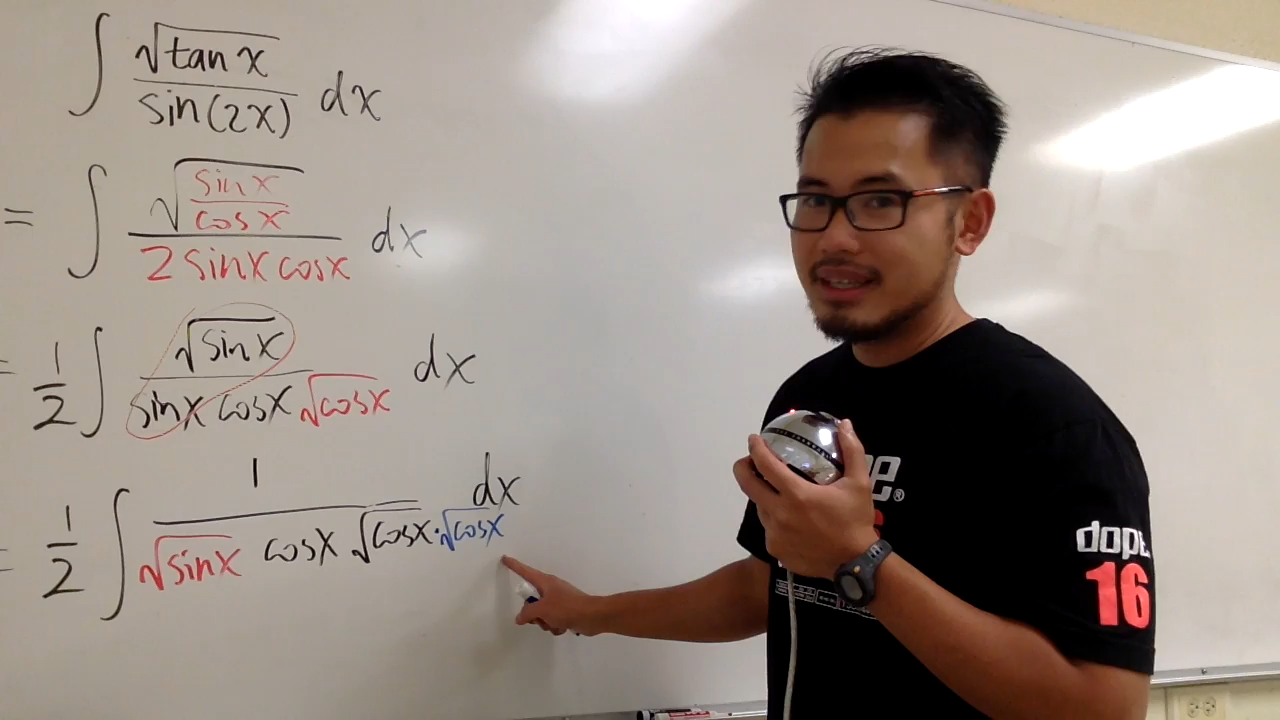 ∫ √(tan x) / sin(2x) dx
= ∫ √(sin x / cos x) / (2 sin x cos x) dx
= 1/2 ∫ √(sin x) / (sin x cos x √(cos x)) dx
= 1/2 ∫ 1 / (√(sin x) cos x √(cos x)·√(cos x)) dx
pe®
dope.
16